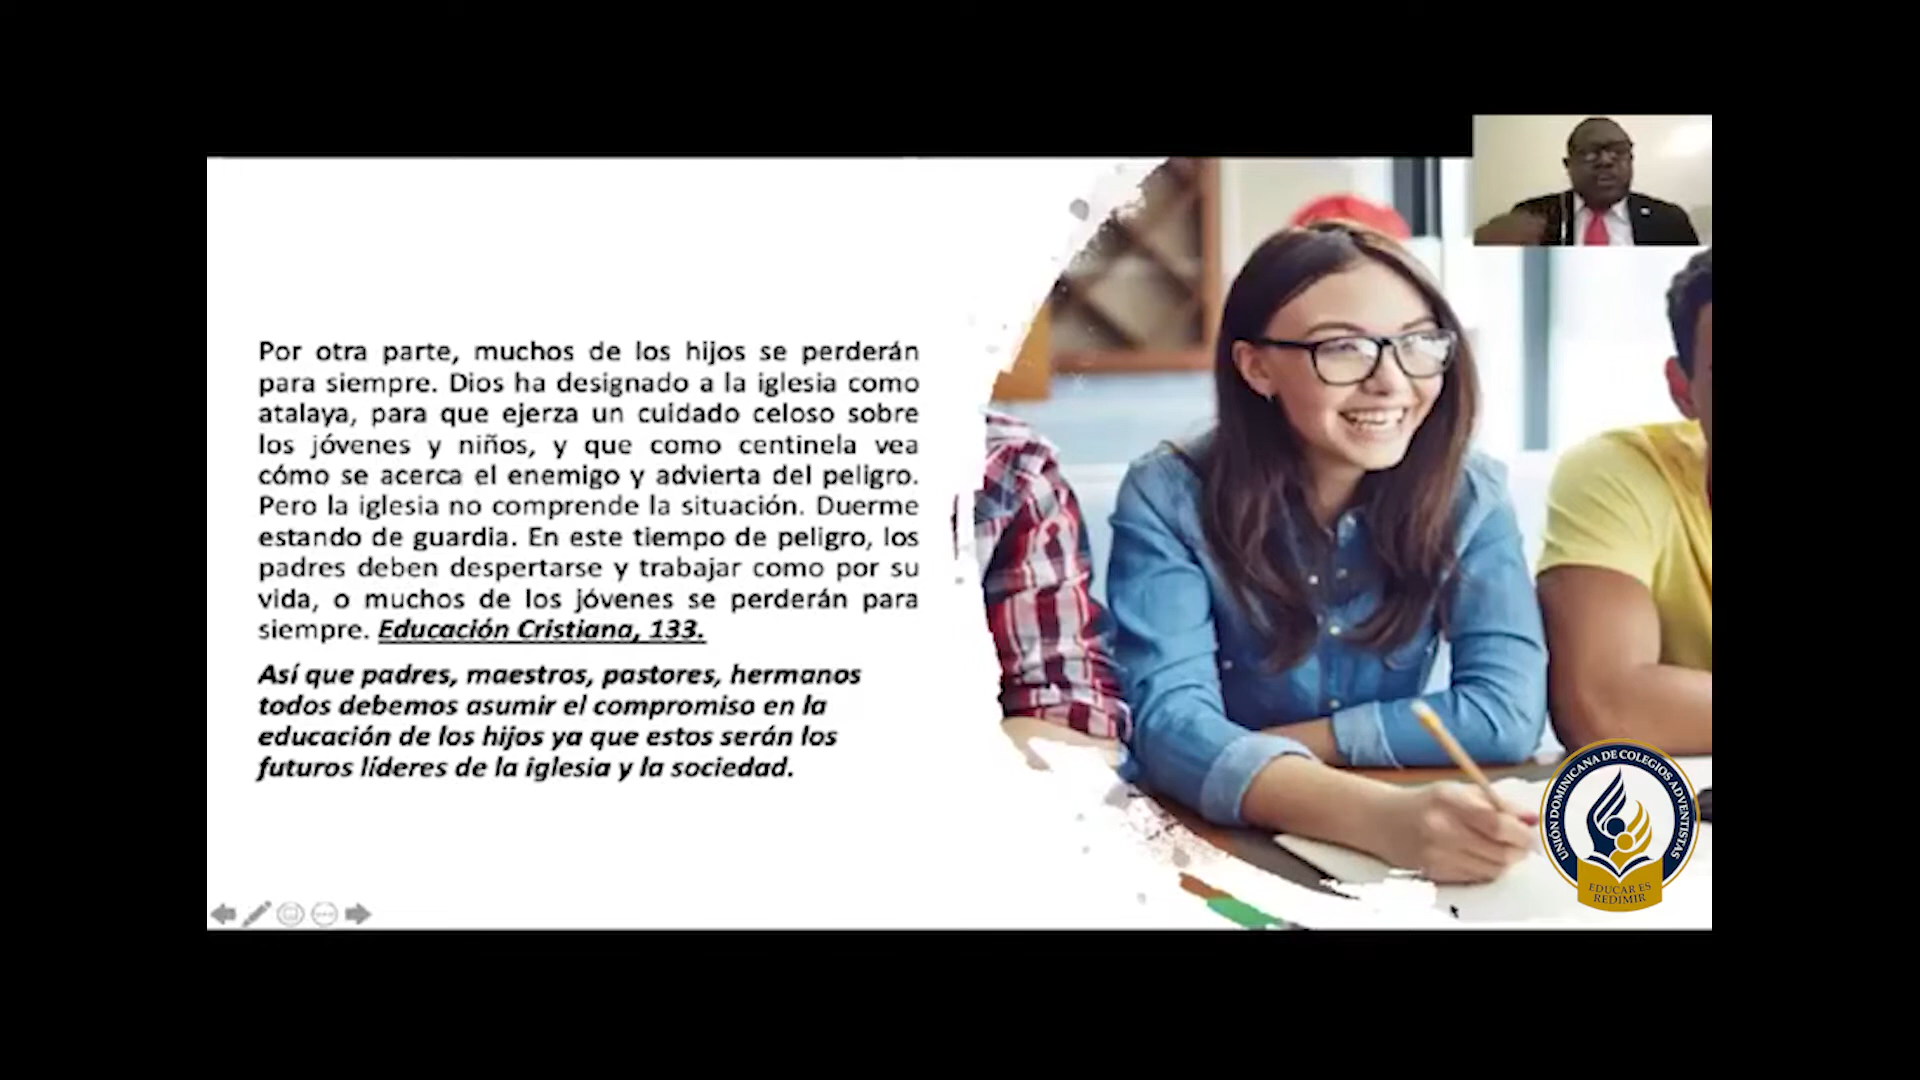 Por otra parte, muchos de los hijos se perderán
para siempre. Dios ha designado a la iglesia como
atalaya, para que ejerza un cuidado celoso sobre
los jóvenes y niños, y que como centinela vea
cómo se acerca el enemigo y advierta del peligro.
Pero la iglesia no comprende la situación. Duerme
estando de guardia. En este tiempo de peligro, los
padres deben despertarse y trabajar como por su
vida, o muchos de los jóvenes se perderán para
siempre. Educación Cristiana, 133.
Así que padres, maestros, pastores, hermanos
todos debemos asumir el compromiso en la
educación de los hijos ya que estos serán los
futuros líderes de la iglesia y la sociedad.
UNIÓN DOMINICANA DE COLEGIOS ADVENTISTAS
EDUCAR ES
REDIMIR